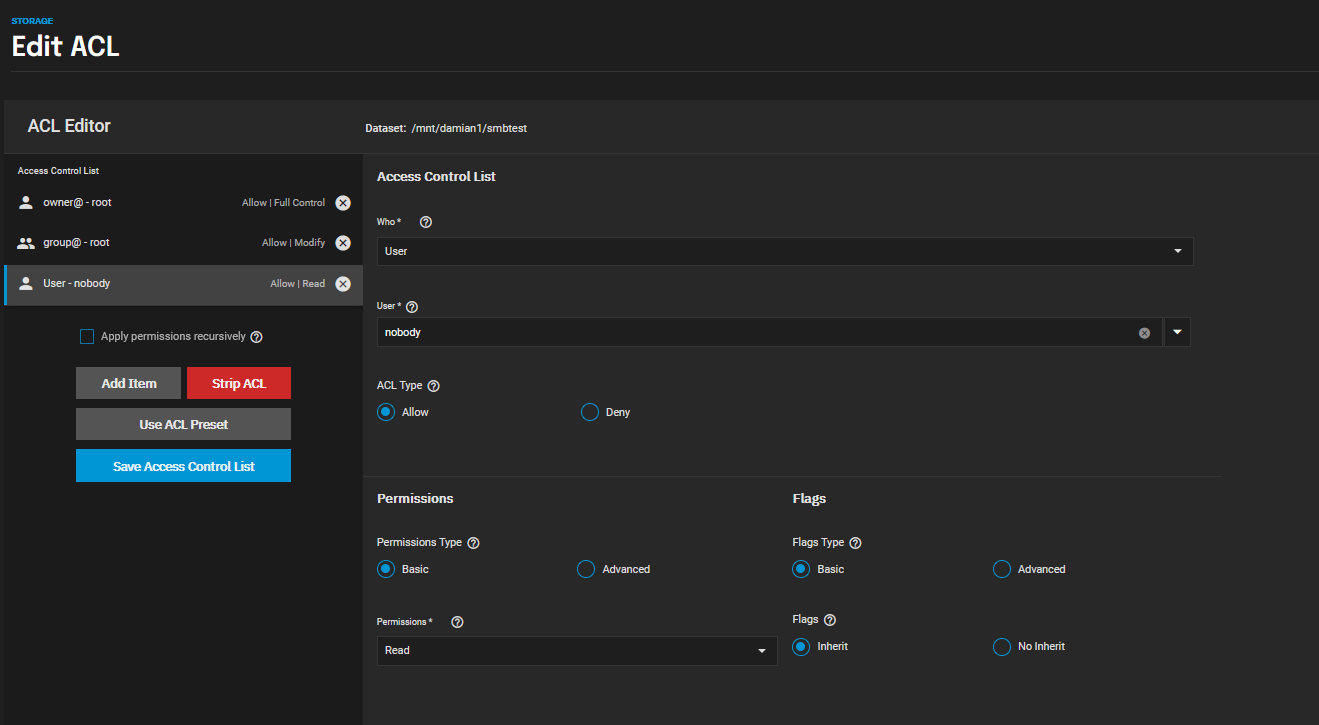 STORAGE
Edit ACL
ACL Editor
Dataset: /mnt/damian1/smbtest
Access Control List
owner@ - root Allow | Full Control
group@ - root Allow | Modify
User - nobody Allow | Read
Apply permissions recursively
Add Item Strip ACL
Use ACL Preset
Save Access Control List
Access Control List
Who *
User
User *
nobody
ACL Type
Allow Deny
Permissions
Permissions Type
Basic Advanced
Permissions *
Read
Flags
Flags Type
Basic Advanced
Flags
Inherit No Inherit